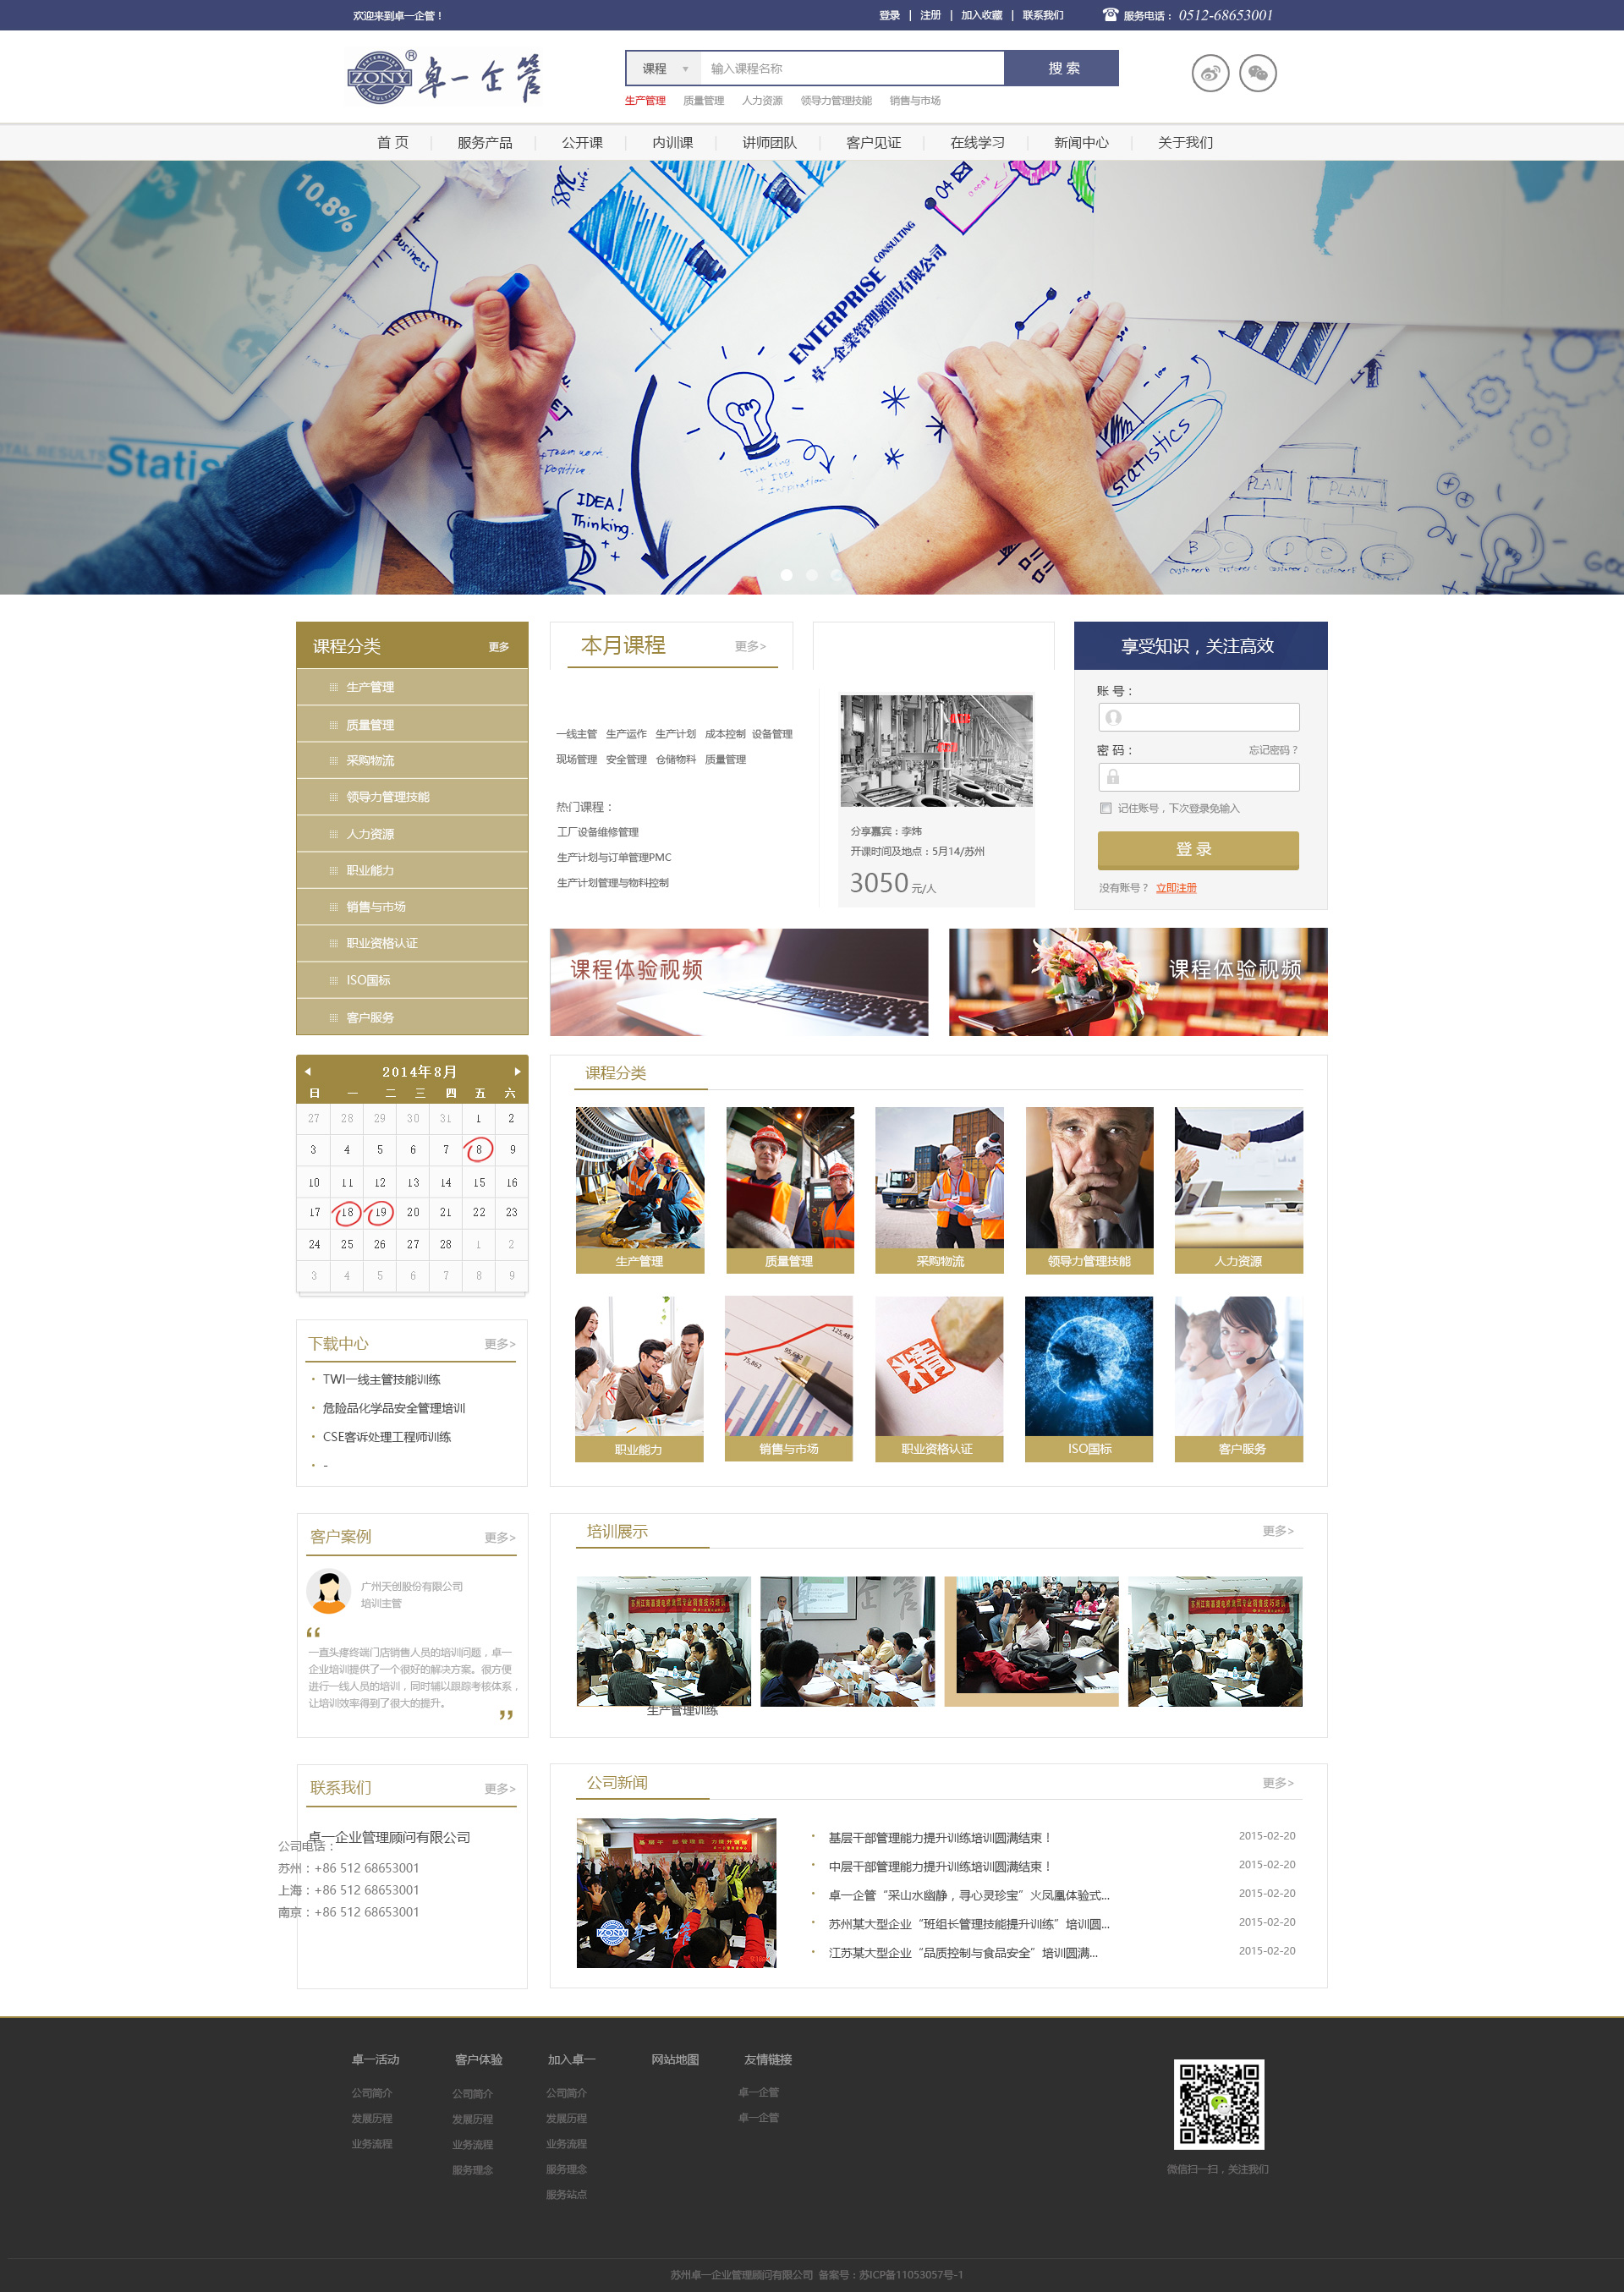 欢迎来到卓一企管！
登录 | 注册 | 加入收藏 | 联系我们
服务电话： 0512-68653001
ZONY ® 卓一企管
课程 输入课程名称 搜 索
生产管理 质量管理 人力资源 领导力管理技能 销售与市场
首 页 服务产品 公开课 内训课 讲师团队 客户见证 在线学习 新闻中心 关于我们
10.8%
ENTERPRISE CONSULTING
卓一企業管理顧問有限公司
04
TOTAL RESULTS
Statis
Teamwork
Positive
Thinking
+ IDEA
+ Inspiration
IDEA!
Thinking.
statistics
PLAN PLAN
课程分类 更多
生产管理
质量管理
采购物流
领导力管理技能
人力资源
职业能力
销售与市场
职业资格认证
ISO国标
客户服务
本月课程 更多>
一线主管 生产运作 生产计划 成本控制 设备管理
现场管理 安全管理 仓储物料 质量管理
热门课程：
工厂设备维修管理
生产计划与订单管理PMC
生产计划管理与物料控制
分享嘉宾：李炜
开课时间及地点：5月14/苏州
3050 元/人
享受知识，关注高效
账 号：
密 码： 忘记密码？
记住账号，下次登录免输入
登 录
没有账号？ 立即注册
课程体验视频
课程体验视频
2014年8月
日 一 二 三 四 五 六
27 28 29 30 31 1 2
3 4 5 6 7 8 9
10 11 12 13 14 15 16
17 18 19 20 21 22 23
24 25 26 27 28 1 2
3 4 5 6 7 8 9
课程分类
生产管理 质量管理 采购物流 领导力管理技能 人力资源
75,862 95,682 125,487
精
职业能力 销售与市场 职业资格认证 ISO国标 客户服务
下载中心 更多>
TWI一线主管技能训练
危险品化学品安全管理培训
CSE客诉处理工程师训练
-
客户案例 更多>
广州天创股份有限公司
培训主管
“
一直头疼终端门店销售人员的培训问题，卓一
企业培训提供了一个很好的解决方案。很方便
进行一线人员的培训，同时辅以跟踪考核体系，
让培训效率得到了很大的提升。
”
培训展示 更多>
生产管理训练
联系我们 更多>
卓一企业管理顾问有限公司
公司电话：
苏州：+86 512 68653001
上海：+86 512 68653001
南京：+86 512 68653001
公司新闻 更多>
ZONY 卓一企管
基层干部管理能力提升训练培训圆满结束！ 2015-02-20
中层干部管理能力提升训练培训圆满结束！ 2015-02-20
卓一企管“采山水幽静，寻心灵珍宝”火凤凰体验式... 2015-02-20
苏州某大型企业“班组长管理技能提升训练”培训圆... 2015-02-20
江苏某大型企业“品质控制与食品安全”培训圆满... 2015-02-20
卓一活动 客户体验 加入卓一 网站地图 友情链接
公司简介 公司简介 公司简介 卓一企管
发展历程 发展历程 发展历程 卓一企管
业务流程 业务流程 业务流程
服务理念 服务理念
服务站点
微信扫一扫，关注我们
苏州卓一企业管理顾问有限公司 备案号：苏ICP备11053057号-1